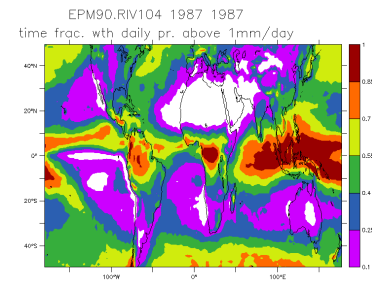 EPM90.RIV104 1987 1987
time frac. wth daily pr. above 1mm/day
40°N
20°N
0°
20°S
40°S
100°W
0°
100°E
1
0.85
0.7
0.55
0.4
0.25
0.1